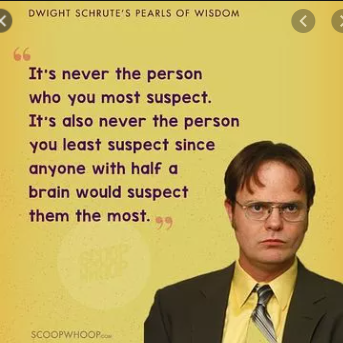 DWIGHT SCHRUTE'S PEARLS OF WISDOM
“It's never the person
who you most suspect.
It's also never the person
you least suspect since
anyone with half a
brain would suspect
them the most.”
SCOOPWHOOP.com